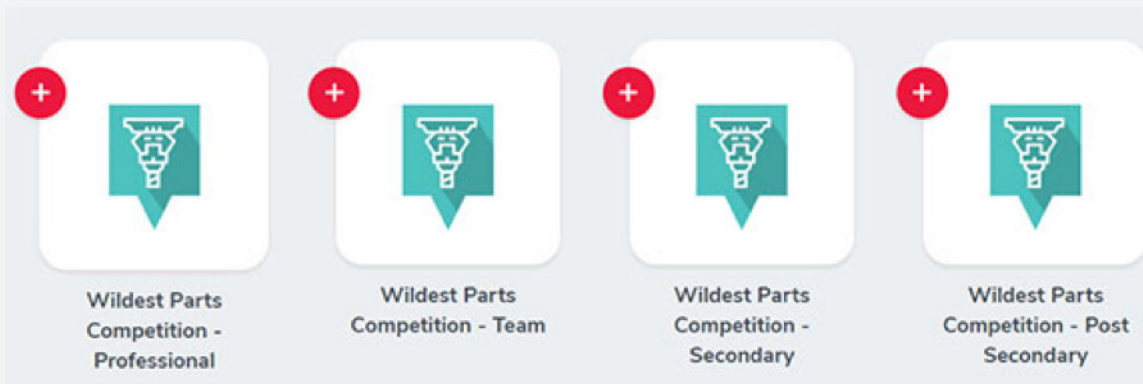 Wildest Parts
Competition -
Professional
Wildest Parts
Competition - Team
Wildest Parts
Competition -
Secondary
Wildest Parts
Competition - Post
Secondary